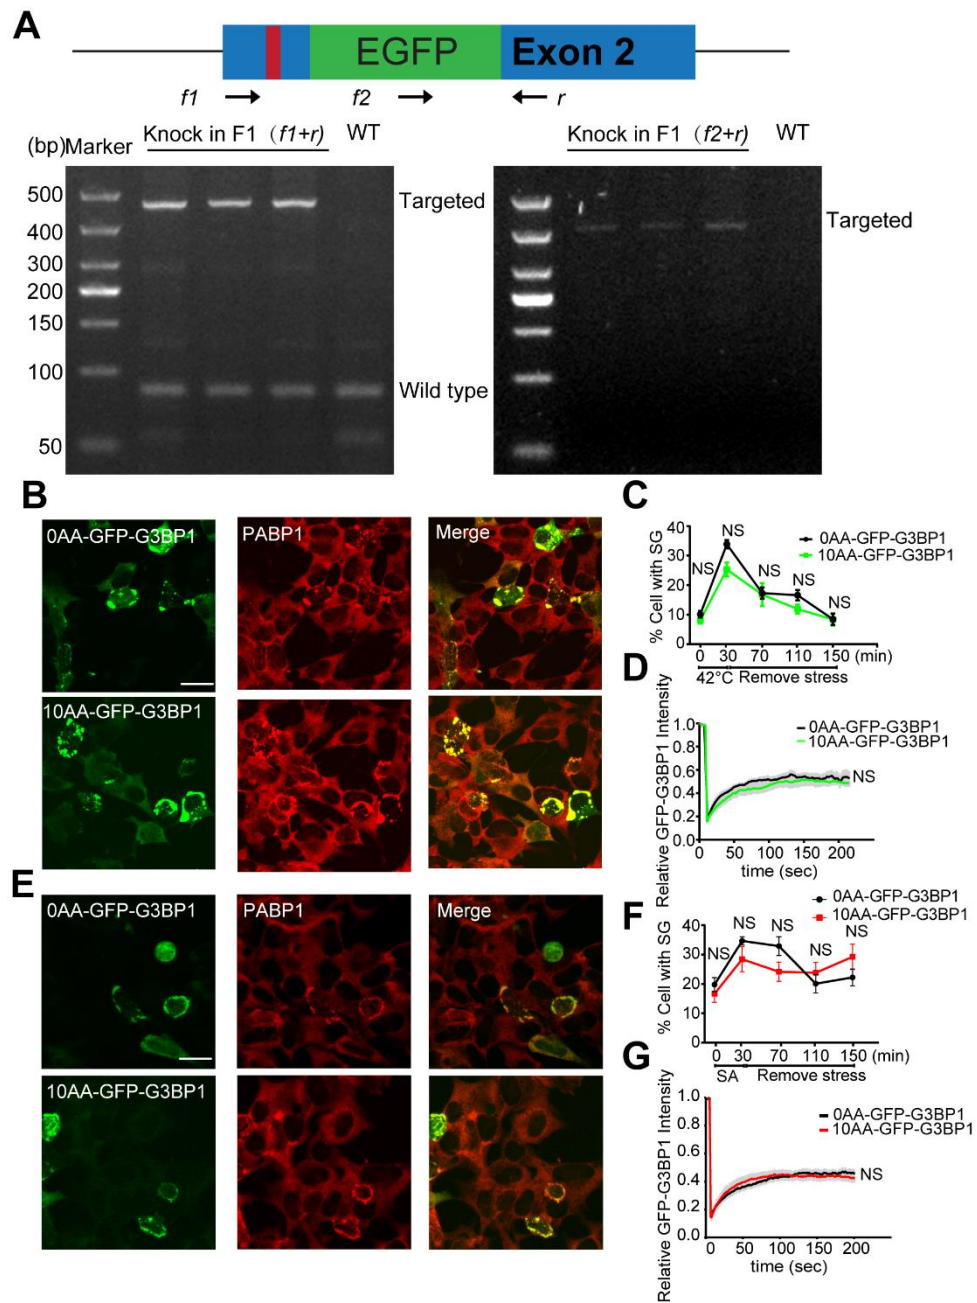 A
EGFP Exon 2
f1 f2 r
(bp) Marker Knock in F1 (f1+r) WT
Knock in F1 (f2+r) WT
500
400
300
200
150
100
50
Targeted
Wild type
Targeted
B
0AA-GFP-G3BP1 PABP1 Merge
10AA-GFP-G3BP1
C
% Cell with SG
40
30
20
10
0
NS NS NS NS NS
0AA-GFP-G3BP1
10AA-GFP-G3BP1
0 30 70 110 150 (min)
42°C Remove stress
D
Relative GFP-G3BP1 Intensity
1.0
0.8
0.6
0.4
0.2
0.0
0AA-GFP-G3BP1
10AA-GFP-G3BP1
NS
0 50 100 150 200
time (sec)
E
0AA-GFP-G3BP1 PABP1 Merge
10AA-GFP-G3BP1
F
% Cell with SG
40
30
20
10
0
0AA-GFP-G3BP1
10AA-GFP-G3BP1
NS NS NS NS NS
0 30 70 110 150 (min)
SA Remove stress
G
Relative GFP-G3BP1 Intensity
1.0
0.8
0.6
0.4
0.2
0.0
0AA-GFP-G3BP1
10AA-GFP-G3BP1
NS
0 50 100 150 200
time (sec)